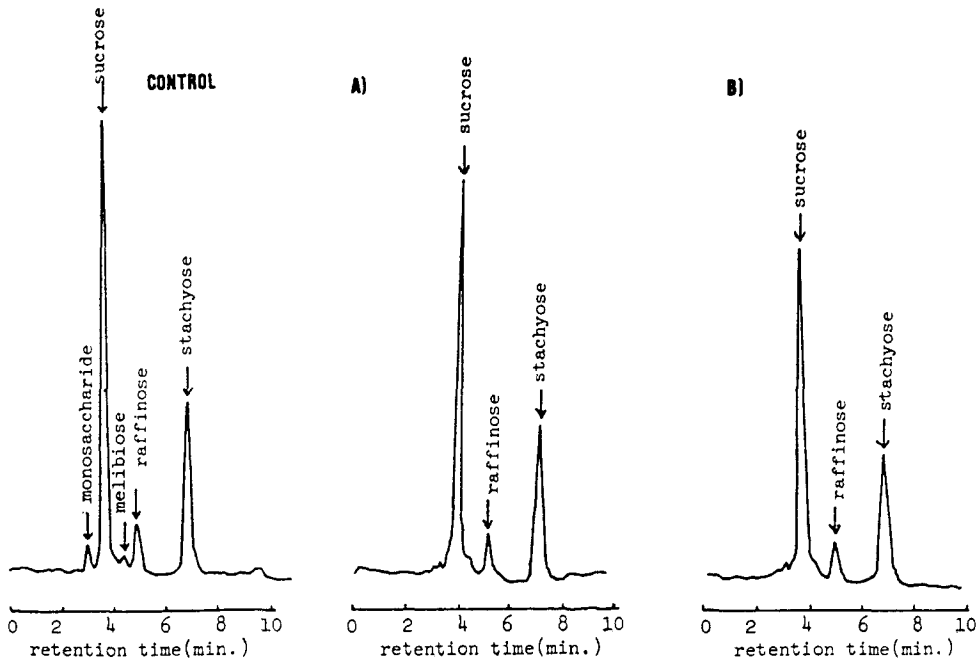 CONTROL
monosaccharide
sucrose
melibiose
raffinose
stachyose
0 2 4 6 8 10
retention time(min.)
A)
sucrose
raffinose
stachyose
0 2 4 6 8 10
retention time(min.)
B)
sucrose
raffinose
stachyose
0 2 4 6 8 10
retention time(min.)